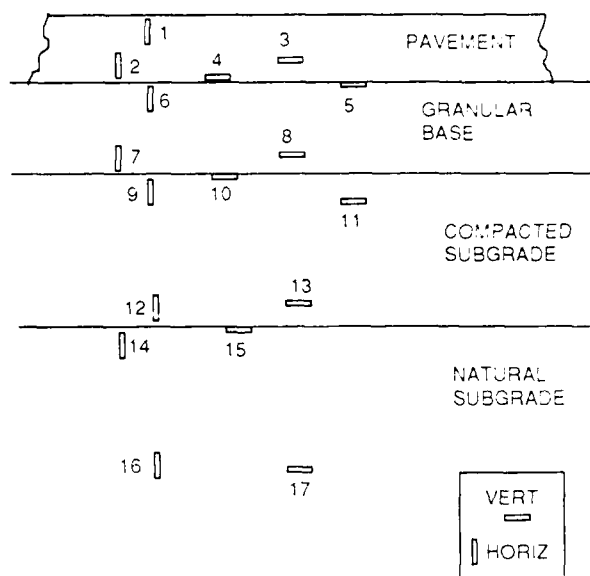 1
3
PAVEMENT
2
4
6
5
GRANULAR
BASE
7
8
9
10
11
COMPACTED
SUBGRADE
12
13
14
15
NATURAL
SUBGRADE
16
17
VERT
HORIZ